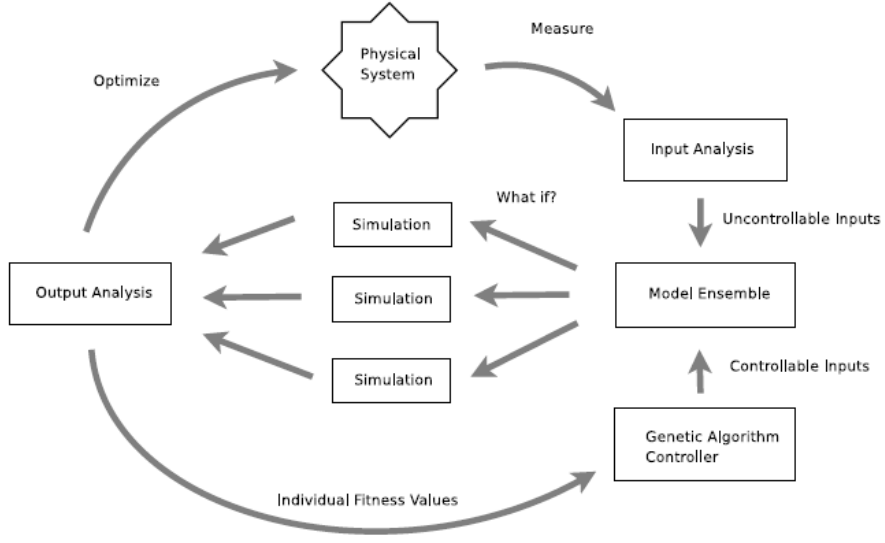 Measure
Physical
System
Optimize
Input Analysis
What if?
Uncontrollable Inputs
Simulation
Output Analysis
Simulation
Model Ensemble
Simulation
Controllable Inputs
Genetic Algorithm
Controller
Individual Fitness Values